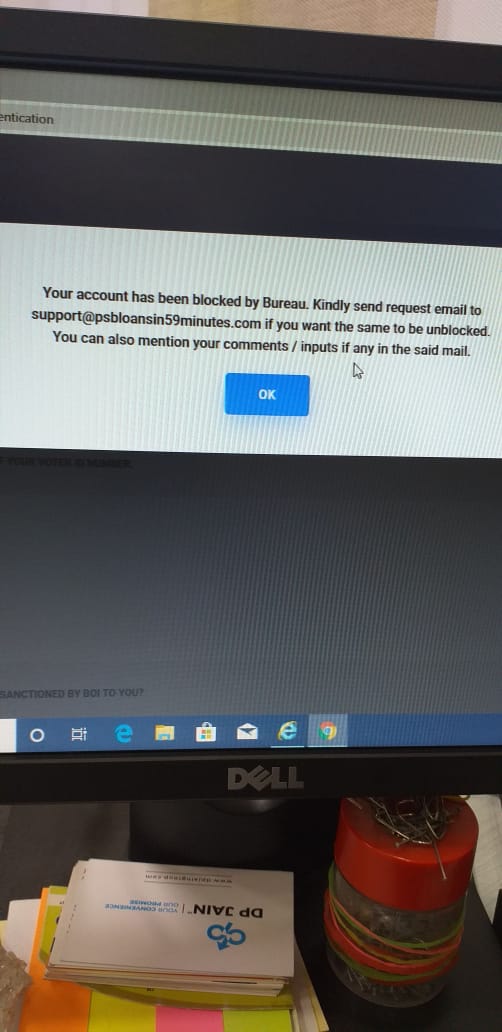 entication
Your account has been blocked by Bureau. Kindly send request email to
support@psbloansin59minutes.com if you want the same to be unblocked.
You can also mention your comments / inputs if any in the said mail.
OK
YOUR VOTER ID NUMBER.
SANCTIONED BY BOI TO YOU?
DELL
DP JAIN™ | YOUR CONVENIENCE
OUR PROMISE